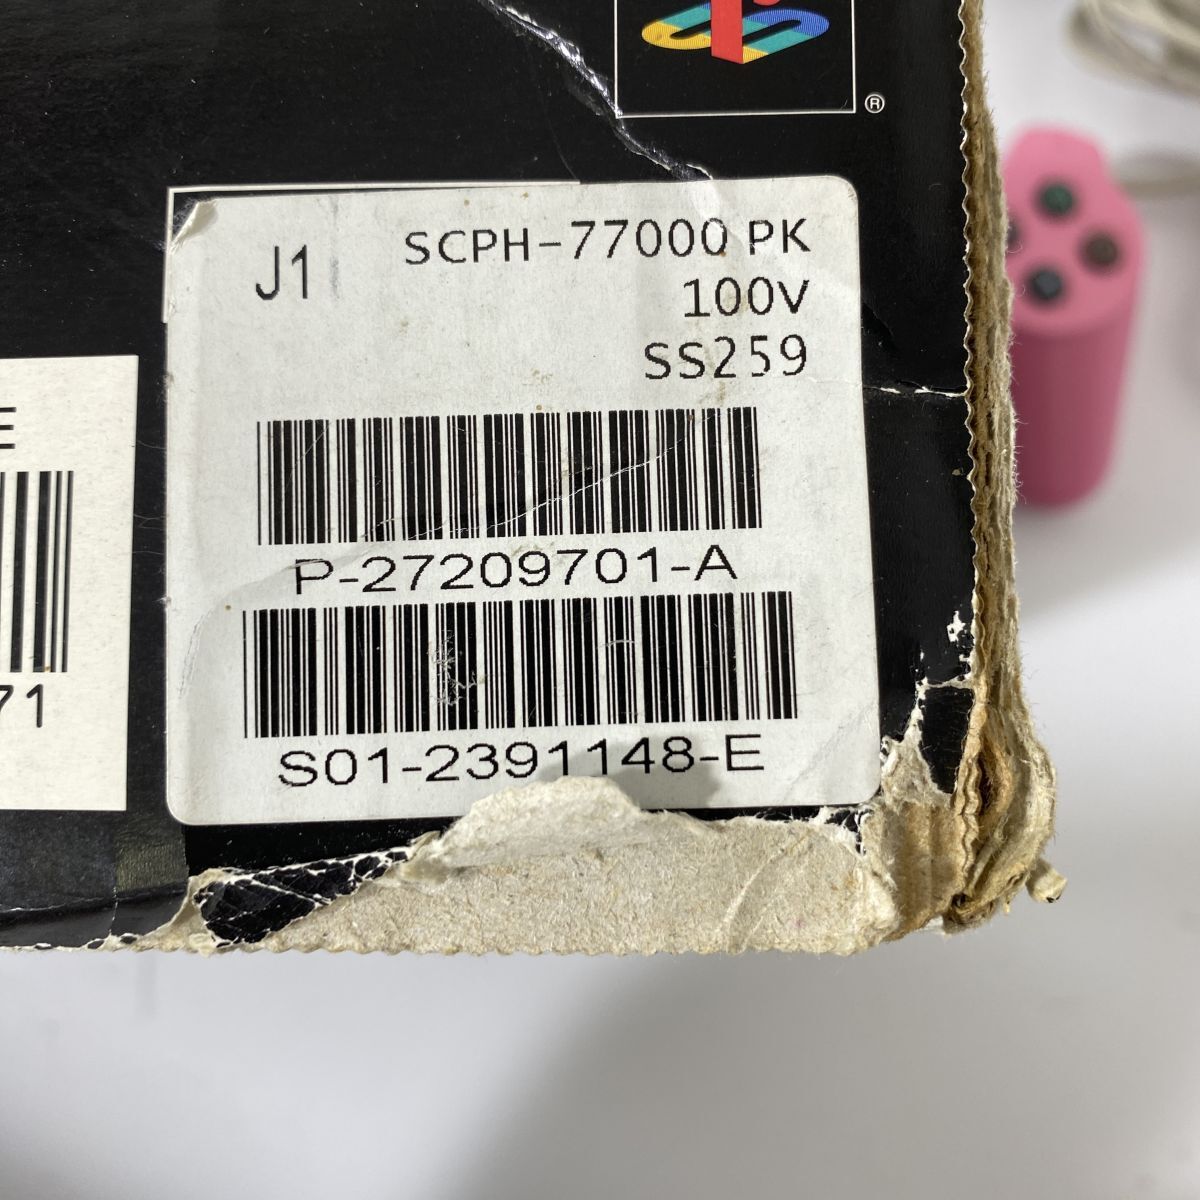 ®
J1
SCPH-77000 PK
100V
SS259
E
P-27209701-A
71
S01-2391148-E